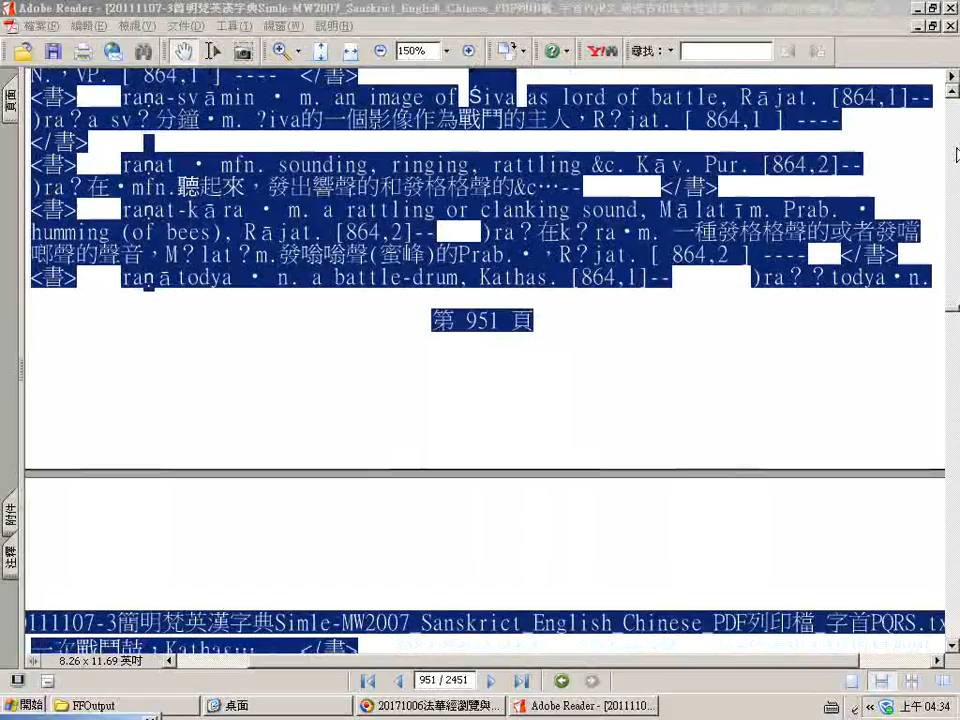 Adobe Reader - [20111107-3簡明梵英漢字典Simle-MW2007_Sanskrict_English_Chinese_PDF列印檔_字首PQRS.
檔案(F) 編輯(E) 檢視(V) 文件(D) 工具(T) 視窗(W) 說明(H)
150% 尋找:
頁面
N.,VP. [ 864,1 ] ---- </書>
<書> raṇa-svāmin ‧ m. an image of Śiva as lord of battle, Rājat. [864,1]--
)ra?a sv?分鐘‧m. ?iva的一個影像作為戰鬥的主人,R?jat. [ 864,1 ] ----
</書>
<書> raṇat ‧ mfn. sounding, ringing, rattling &c. Kāv. Pur. [864,2]--
)ra?在‧mfn.聽起來,發出響聲的和發格格聲的&c…-- </書>
<書> raṇat-kāra ‧ m. a rattling or clanking sound, Mālatīm. Prab. ‧
humming (of bees), Rājat. [864,2]-- )ra?在k?ra‧m. 一種發格格聲的或者發噹
啷聲的聲音,M?lat?m.發嗡嗡聲(蜜蜂)的Prab.‧,R?jat. [ 864,2 ] ---- </書>
<書> raṇātodya ‧ n. a battle-drum, Kathas. [864,1]-- )ra??todya‧n.
第 951 頁
附件
注釋
0111107-3簡明梵英漢字典Simle-MW2007_Sanskrict_English_Chinese_PDF列印檔_字首PQRS.tx
一次戰鬥鼓,Kathas… </書>
8.26 x 11.69 英吋
951 / 2451
開始 FFOutput 桌面 20171006法華經瀏覽與... Adobe Reader - [2011110... 上午 04:34